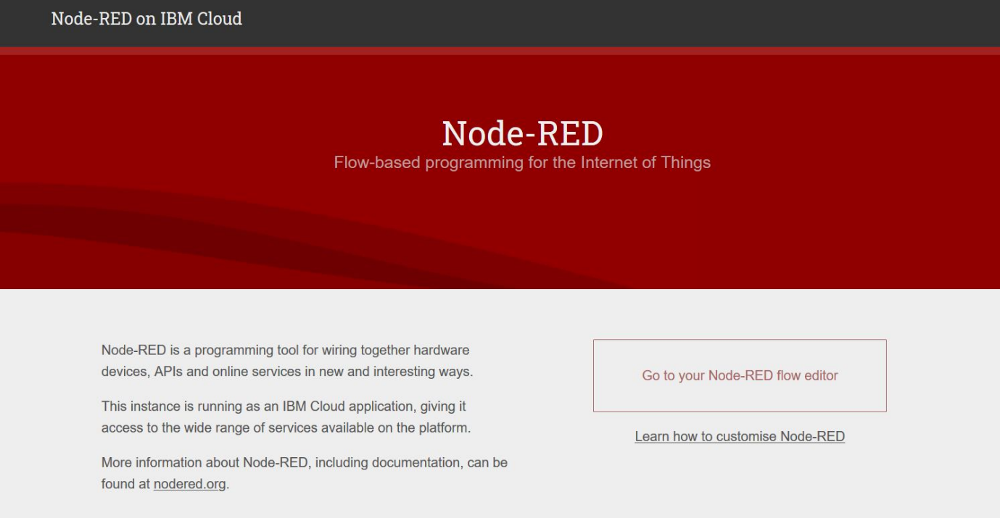 Node-RED on IBM Cloud
Node-RED
Flow-based programming for the Internet of Things
Node-RED is a programming tool for wiring together hardware
devices, APIs and online services in new and interesting ways.
This instance is running as an IBM Cloud application, giving it
access to the wide range of services available on the platform.
More information about Node-RED, including documentation, can be
found at nodered.org.
Go to your Node-RED flow editor
Learn how to customise Node-RED